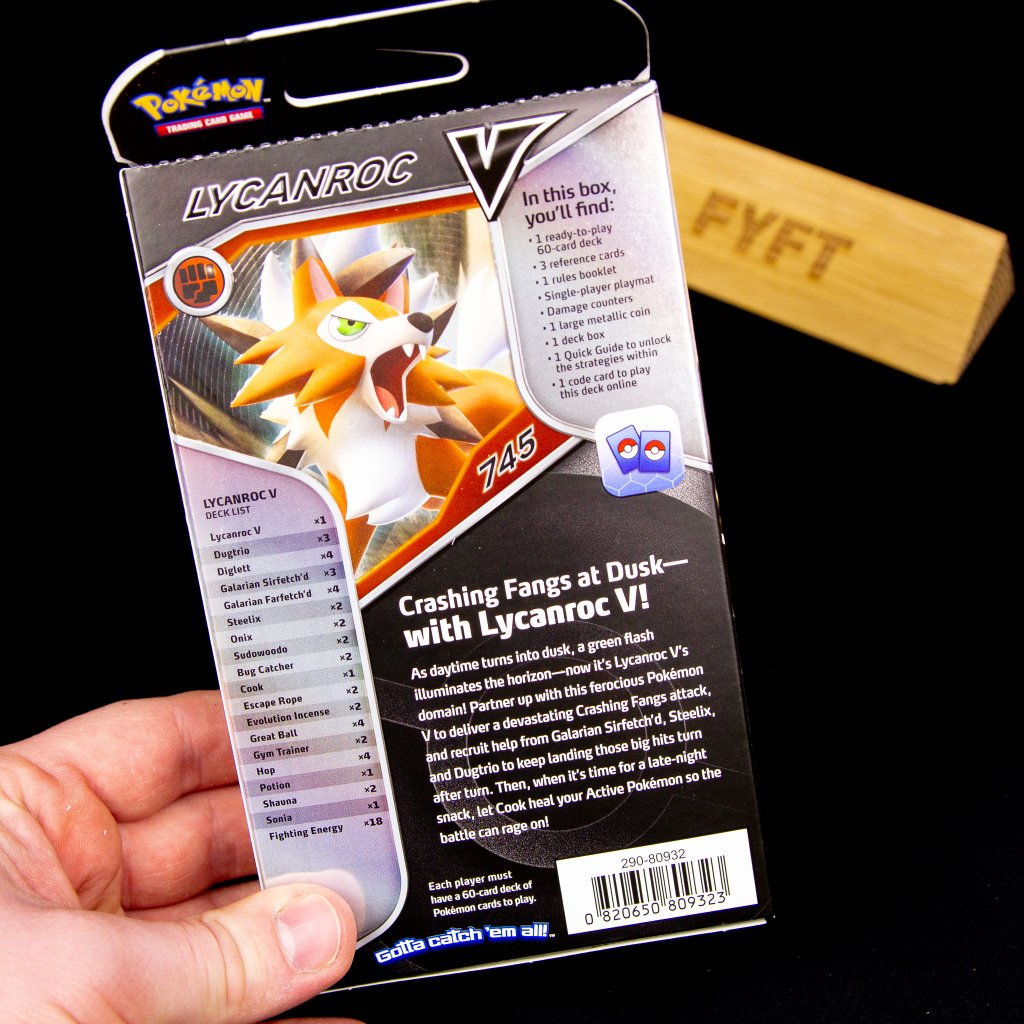 POKéMON™
TRADING CARD GAME
LYCANROC V
In this box,
you'll find:
• 1 ready-to-play
60-card deck
• 3 reference cards
• 1 rules booklet
• Single-player playmat
• Damage counters
• 1 large metallic coin
• 1 deck box
• 1 Quick Guide to unlock
the strategies within
• 1 code card to play
this deck online
745
LYCANROC V
DECK LIST
Lycanroc V ×1
Dugtrio ×3
Diglett ×4
Galarian Sirfetch'd ×3
Galarian Farfetch'd ×4
Steelix ×2
Onix ×2
Sudowoodo ×2
Bug Catcher ×2
Cook ×1
Escape Rope ×2
Evolution Incense ×2
Great Ball ×4
Gym Trainer ×2
Hop ×4
Potion ×1
Shauna ×2
Sonia ×1
Fighting Energy ×18
Crashing Fangs at Dusk—
with Lycanroc V!
As daytime turns into dusk, a green flash
illuminates the horizon—now it's Lycanroc V's
domain! Partner up with this ferocious Pokémon
V to deliver a devastating Crashing Fangs attack,
and recruit help from Galarian Sirfetch'd, Steelix,
and Dugtrio to keep landing those big hits turn
after turn. Then, when it's time for a late-night
snack, let Cook heal your Active Pokémon so the
battle can rage on!
Each player must
have a 60-card deck of
Pokémon cards to play.
Gotta catch 'em all!™
290-80932
0 820650 809323
FYFT